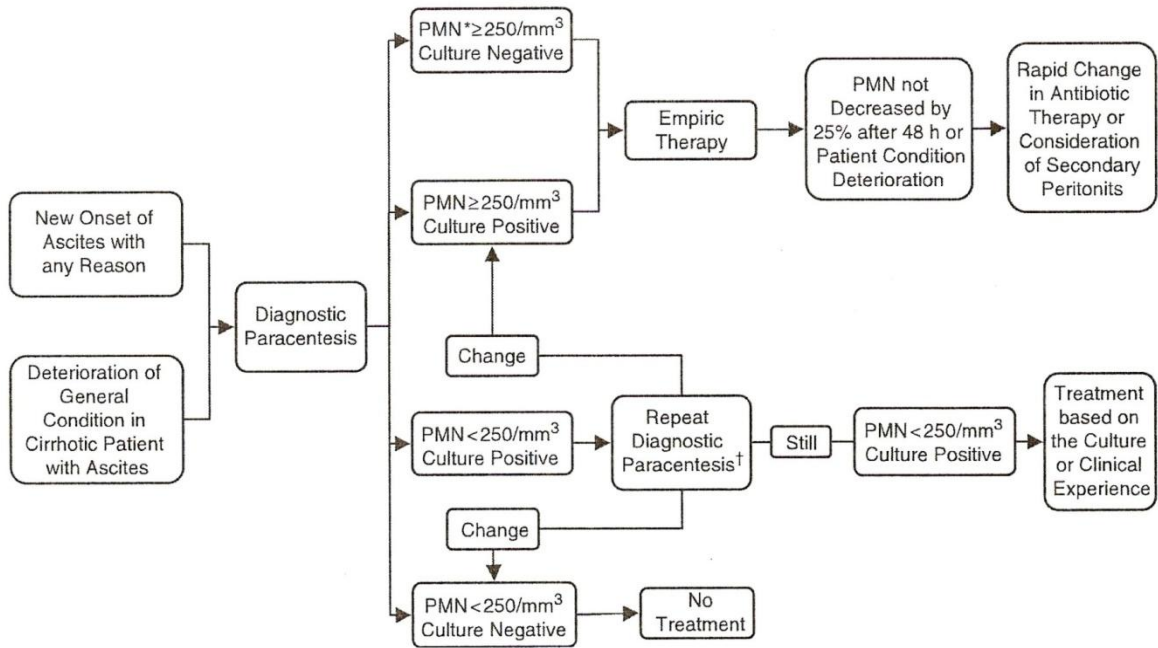 New Onset of
Ascites with
any Reason
Deterioration of
General
Condition in
Cirrhotic Patient
with Ascites
Diagnostic
Paracentesis
PMN*≥250/mm³
Culture Negative
PMN≥250/mm³
Culture Positive
Change
PMN<250/mm³
Culture Positive
Change
PMN<250/mm³
Culture Negative
Empiric
Therapy
Repeat
Diagnostic
Paracentesis†
No
Treatment
PMN not
Decreased by
25% after 48 h or
Patient Condition
Deterioration
Still
PMN<250/mm³
Culture Positive
Rapid Change
in Antibiotic
Therapy or
Consideration
of Secondary
Peritonits
Treatment
based on
the Culture
or Clinical
Experience